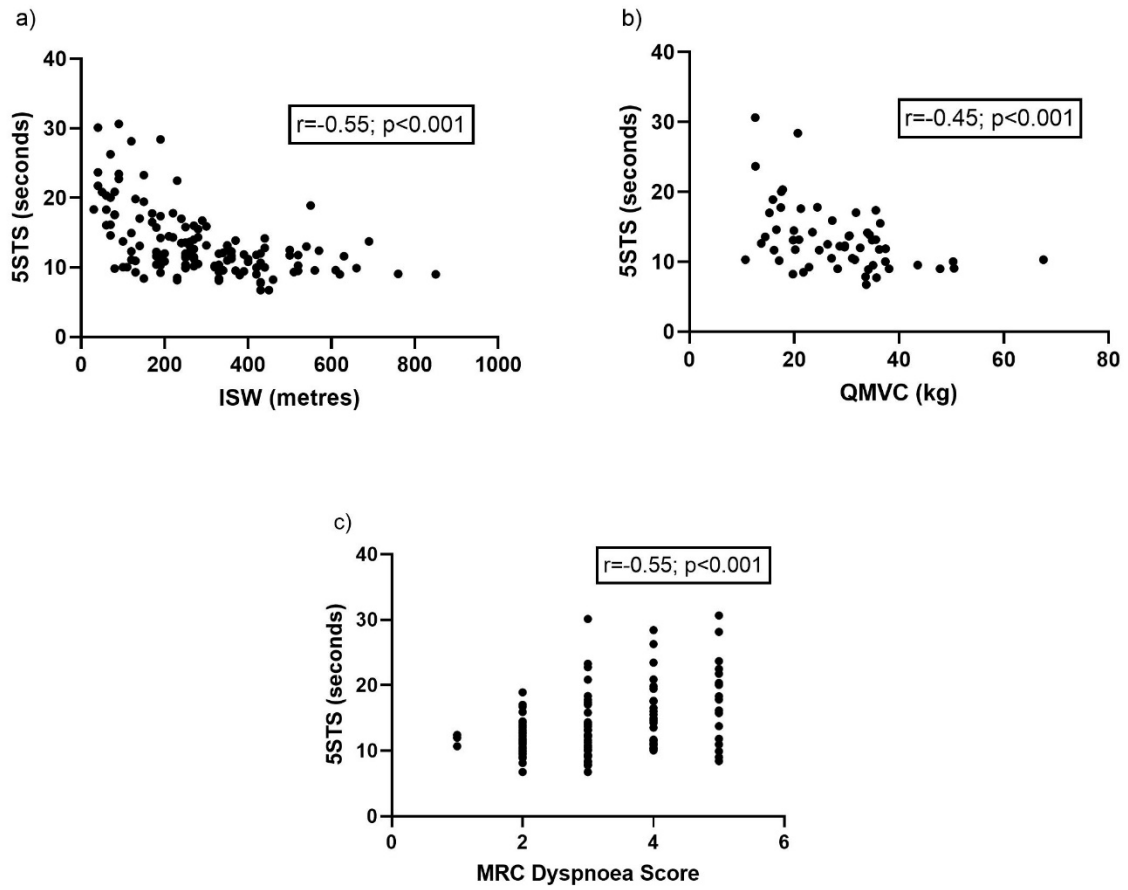 a)
40
30
20
10
0
5STS (seconds)
r=-0.55; p<0.001
0 200 400 600 800 1000
ISW (metres)
b)
40
30
20
10
0
5STS (seconds)
r=-0.45; p<0.001
0 20 40 60 80
QMVC (kg)
c)
40
30
20
10
0
5STS (seconds)
r=-0.55; p<0.001
0 2 4 6
MRC Dyspnoea Score